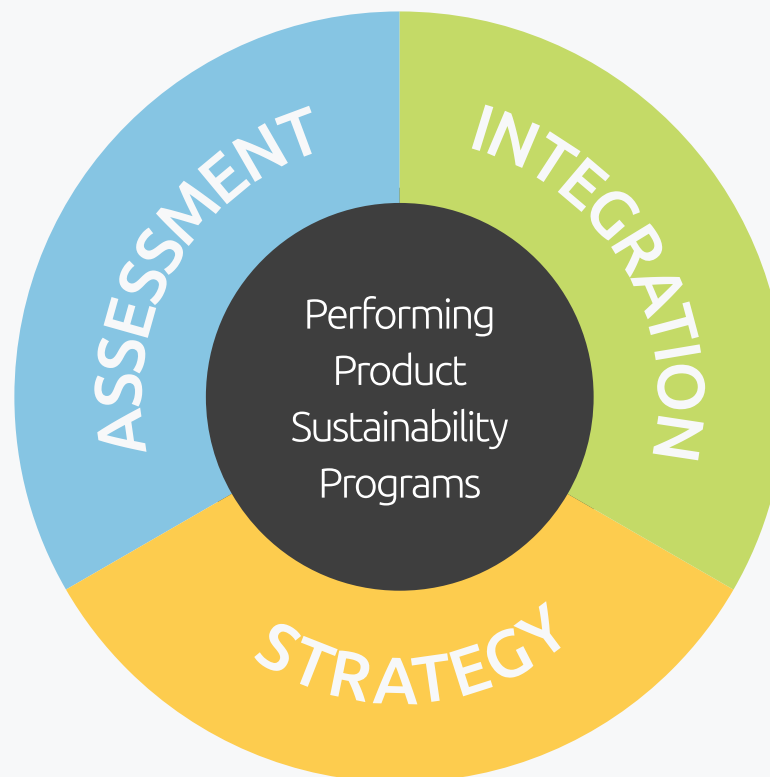 ASSESSMENT
INTEGRATION
Performing
Product
Sustainability
Programs
STRATEGY